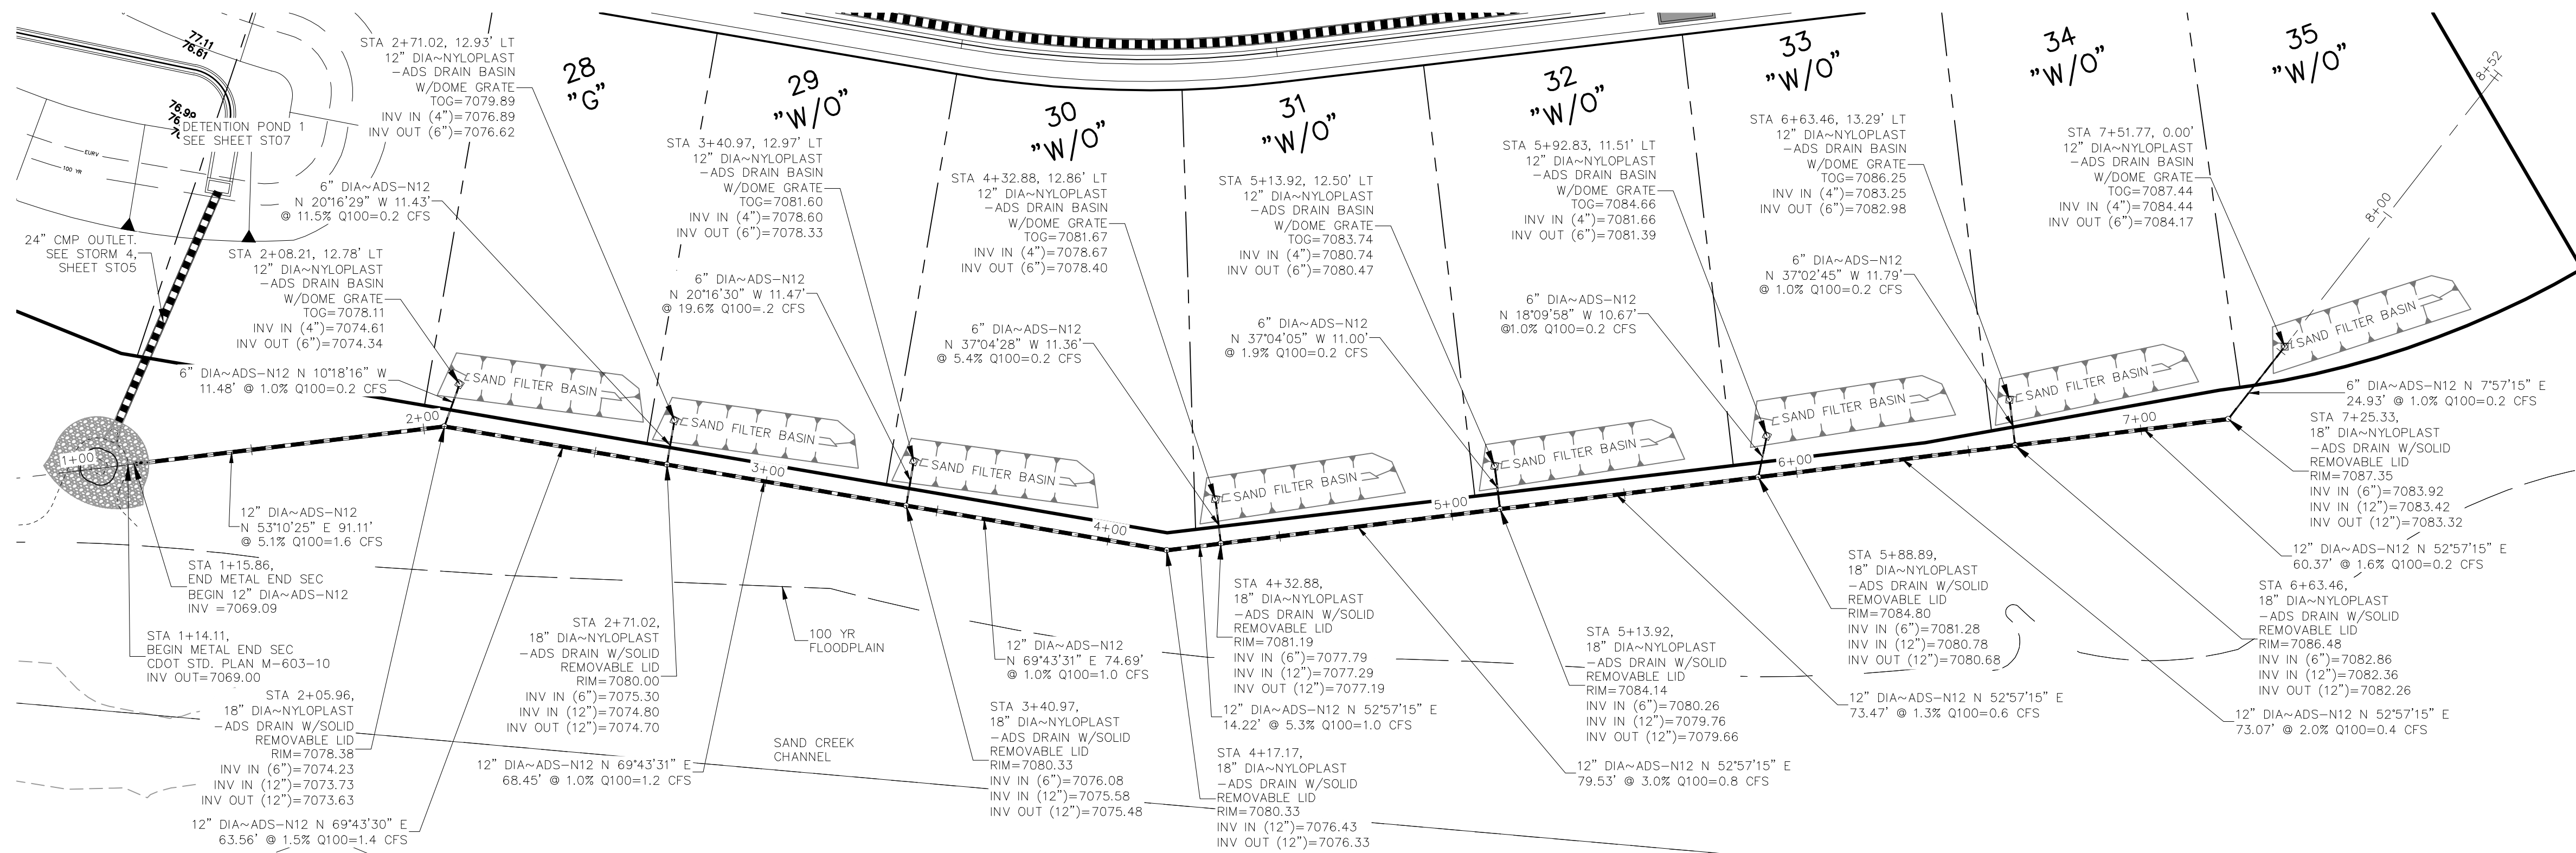 77.11
76.61
76.99
DETENTION POND 1
SEE SHEET ST07
EURV
100 YR
24" CMP OUTLET.
SEE STORM 4,
SHEET ST05
STA 2+71.02, 12.93' LT
12" DIA~NYLOPLAST
-ADS DRAIN BASIN
W/DOME GRATE
TOG=7079.89
INV IN (4")=7076.89
INV OUT (6")=7076.62
6" DIA~ADS-N12
N 20°16'29" W 11.43'
@ 11.5% Q100=0.2 CFS
STA 2+08.21, 12.78' LT
12" DIA~NYLOPLAST
-ADS DRAIN BASIN
W/DOME GRATE
TOG=7078.11
INV IN (4")=7074.61
INV OUT (6")=7074.34
6" DIA~ADS-N12 N 10°18'16" W
11.48' @ 1.0% Q100=0.2 CFS
28
"G"
29
"W/O"
30
"W/O"
31
"W/O"
32
"W/O"
33
"W/O"
34
"W/O"
35
"W/O"
STA 3+40.97, 12.97' LT
12" DIA~NYLOPLAST
-ADS DRAIN BASIN
W/DOME GRATE
TOG=7081.60
INV IN (4")=7078.60
INV OUT (6")=7078.33
6" DIA~ADS-N12
N 20°16'30" W 11.47'
@ 19.6% Q100=.2 CFS
STA 4+32.88, 12.86' LT
12" DIA~NYLOPLAST
-ADS DRAIN BASIN
W/DOME GRATE
TOG=7081.67
INV IN (4")=7078.67
INV OUT (6")=7078.40
6" DIA~ADS-N12
N 37°04'28" W 11.36'
@ 5.4% Q100=0.2 CFS
STA 5+13.92, 12.50' LT
12" DIA~NYLOPLAST
-ADS DRAIN BASIN
W/DOME GRATE
TOG=7083.74
INV IN (4")=7080.74
INV OUT (6")=7080.47
6" DIA~ADS-N12
N 37°04'05" W 11.00'
@ 1.9% Q100=0.2 CFS
STA 5+92.83, 11.51' LT
12" DIA~NYLOPLAST
-ADS DRAIN BASIN
W/DOME GRATE
TOG=7084.66
INV IN (4")=7081.66
INV OUT (6")=7081.39
6" DIA~ADS-N12
N 18°09'58" W 10.67'
@1.0% Q100=0.2 CFS
STA 6+63.46, 13.29' LT
12" DIA~NYLOPLAST
-ADS DRAIN BASIN
W/DOME GRATE
TOG=7086.25
INV IN (4")=7083.25
INV OUT (6")=7082.98
6" DIA~ADS-N12
N 37°02'45" W 11.79'
@ 1.0% Q100=0.2 CFS
STA 7+51.77, 0.00'
12" DIA~NYLOPLAST
-ADS DRAIN BASIN
W/DOME GRATE
TOG=7087.44
INV IN (4")=7084.44
INV OUT (6")=7084.17
8+52
8+00
SAND FILTER BASIN
SAND FILTER BASIN
SAND FILTER BASIN
SAND FILTER BASIN
SAND FILTER BASIN
SAND FILTER BASIN
SAND FILTER BASIN
SAND FILTER BASIN
1+00
2+00
3+00
4+00
5+00
6+00
7+00
6" DIA~ADS-N12 N 7°57'15" E
24.93' @ 1.0% Q100=0.2 CFS
STA 7+25.33,
18" DIA~NYLOPLAST
-ADS DRAIN W/SOLID
REMOVABLE LID
RIM=7087.35
INV IN (6")=7083.92
INV IN (12")=7083.42
INV OUT (12")=7083.32
12" DIA~ADS-N12 N 52°57'15" E
60.37' @ 1.6% Q100=0.2 CFS
STA 6+63.46,
18" DIA~NYLOPLAST
-ADS DRAIN W/SOLID
REMOVABLE LID
RIM=7086.48
INV IN (6")=7082.86
INV IN (12")=7082.36
INV OUT (12")=7082.26
12" DIA~ADS-N12 N 52°57'15" E
73.07' @ 2.0% Q100=0.4 CFS
STA 5+88.89,
18" DIA~NYLOPLAST
-ADS DRAIN W/SOLID
REMOVABLE LID
RIM=7084.80
INV IN (6")=7081.28
INV IN (12")=7080.78
INV OUT (12")=7080.68
12" DIA~ADS-N12 N 52°57'15" E
73.47' @ 1.3% Q100=0.6 CFS
STA 5+13.92,
18" DIA~NYLOPLAST
-ADS DRAIN W/SOLID
REMOVABLE LID
RIM=7084.14
INV IN (6")=7080.26
INV IN (12")=7079.76
INV OUT (12")=7079.66
12" DIA~ADS-N12 N 52°57'15" E
79.53' @ 3.0% Q100=0.8 CFS
STA 4+32.88,
18" DIA~NYLOPLAST
-ADS DRAIN W/SOLID
REMOVABLE LID
RIM=7081.19
INV IN (6")=7077.79
INV IN (12")=7077.29
INV OUT (12")=7077.19
12" DIA~ADS-N12 N 52°57'15" E
14.22' @ 5.3% Q100=1.0 CFS
STA 4+17.17,
18" DIA~NYLOPLAST
-ADS DRAIN W/SOLID
REMOVABLE LID
RIM=7080.33
INV IN (12")=7076.43
INV OUT (12")=7076.33
12" DIA~ADS-N12
N 69°43'31" E 74.69'
@ 1.0% Q100=1.0 CFS
STA 3+40.97,
18" DIA~NYLOPLAST
-ADS DRAIN W/SOLID
REMOVABLE LID
RIM=7080.33
INV IN (6")=7076.08
INV IN (12")=7075.58
INV OUT (12")=7075.48
100 YR
FLOODPLAIN
SAND CREEK
CHANNEL
STA 2+71.02,
18" DIA~NYLOPLAST
-ADS DRAIN W/SOLID
REMOVABLE LID
RIM=7080.00
INV IN (6")=7075.30
INV IN (12")=7074.80
INV OUT (12")=7074.70
12" DIA~ADS-N12 N 69°43'31" E
68.45' @ 1.0% Q100=1.2 CFS
12" DIA~ADS-N12
N 53°10'25" E 91.11'
@ 5.1% Q100=1.6 CFS
STA 1+15.86,
END METAL END SEC
BEGIN 12" DIA~ADS-N12
INV =7069.09
STA 1+14.11,
BEGIN METAL END SEC
CDOT STD. PLAN M-603-10
INV OUT=7069.00
STA 2+05.96,
18" DIA~NYLOPLAST
-ADS DRAIN W/SOLID
REMOVABLE LID
RIM=7078.38
INV IN (6")=7074.23
INV IN (12")=7073.73
INV OUT (12")=7073.63
12" DIA~ADS-N12 N 69°43'30" E
63.56' @ 1.5% Q100=1.4 CFS